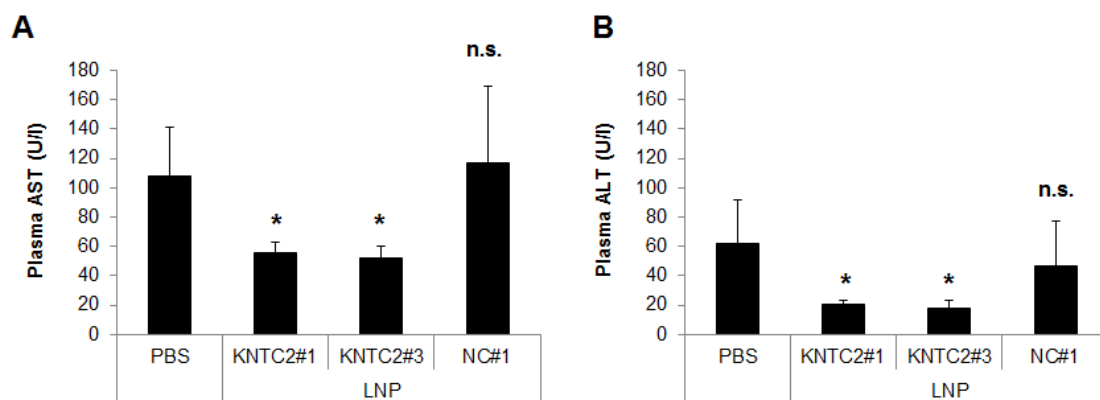 A
n.s.
Plasma AST (U/l)
180
160
140
120
100
80
60
40
20
0
* *
PBS KNTC2#1 KNTC2#3 NC#1
LNP
B
n.s.
Plasma ALT (U/l)
180
160
140
120
100
80
60
40
20
0
* *
PBS KNTC2#1 KNTC2#3 NC#1
LNP